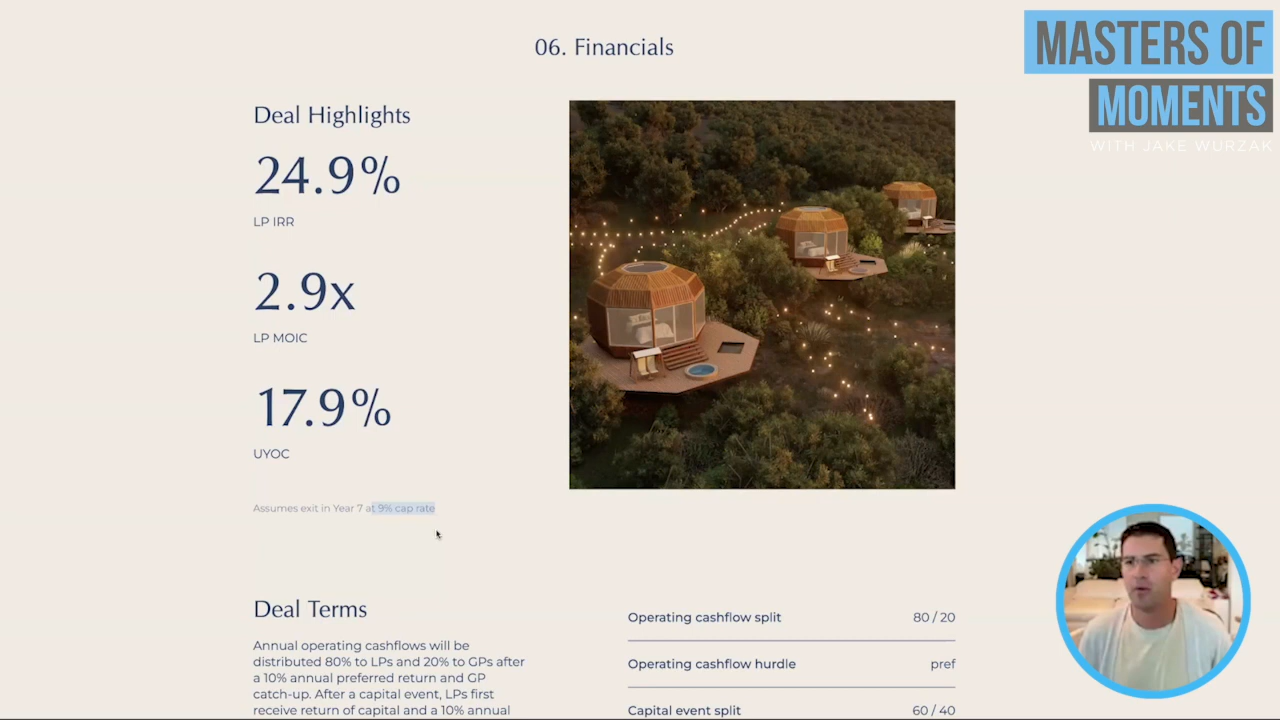 MASTERS OF
MOMENTS
WITH JAKE WURZAK
06. Financials
Deal Highlights
24.9%
LP IRR
2.9x
LP MOIC
17.9%
UYOC
Assumes exit in Year 7 at 9% cap rate
Deal Terms
Annual operating cashflows will be
distributed 80% to LPs and 20% to GPs after
a 10% annual preferred return and GP
catch-up. After a capital event, LPs first
receive return of capital and a 10% annual
Operating cashflow split 80 / 20
Operating cashflow hurdle pref
Capital event split 60 / 40